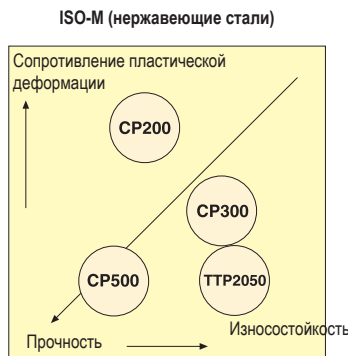 ISO-M (нержавеющие стали)
Сопротивление пластической
деформации
CP200
CP300
CP500
TTP2050
Износостойкость
Прочность